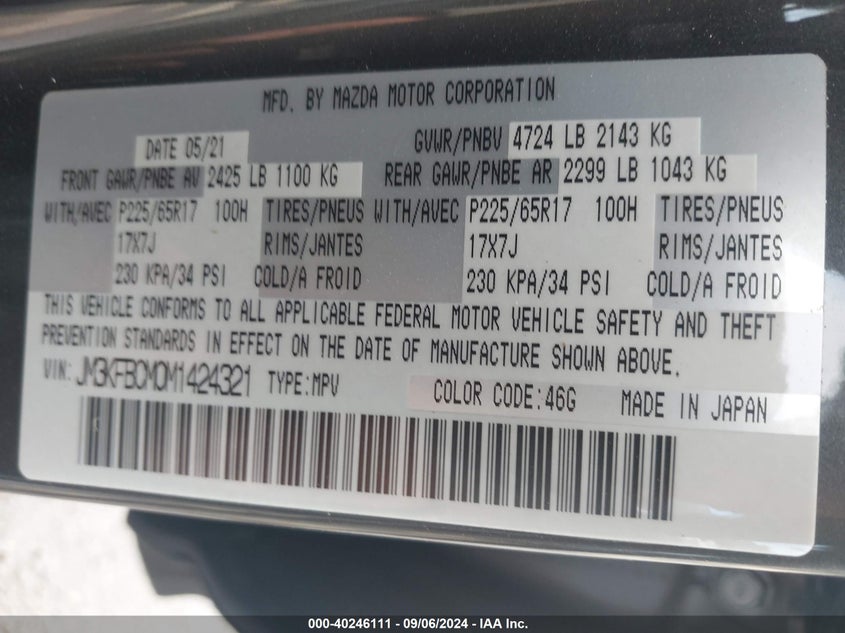 MFD. BY MAZDA MOTOR CORPORATION
DATE 05/21 GVWR/PNBV 4724 LB 2143 KG
FRONT GAWR/PNBE AV 2425 LB 1100 KG REAR GAWR/PNBE AR 2299 LB 1043 KG
WITH/AVEC P225/65R17 100H TIRES/PNEUS WITH/AVEC P225/65R17 100H TIRES/PNEUS
17X7J RIMS/JANTES 17X7J RIMS/JANTES
230 KPA/34 PSI COLD/A FROID 230 KPA/34 PSI COLD/A FROID
THIS VEHICLE CONFORMS TO ALL APPLICABLE FEDERAL MOTOR VEHICLE SAFETY AND THEFT
PREVENTION STANDARDS IN EFFECT ON THE DATE OF MANUFACTURE SHOWN ABOVE.
VIN: JM3KFBCM0M1424321 TYPE:MPV COLOR CODE:46G MADE IN JAPAN
000-40246111 - 09/06/2024 - IAA Inc.